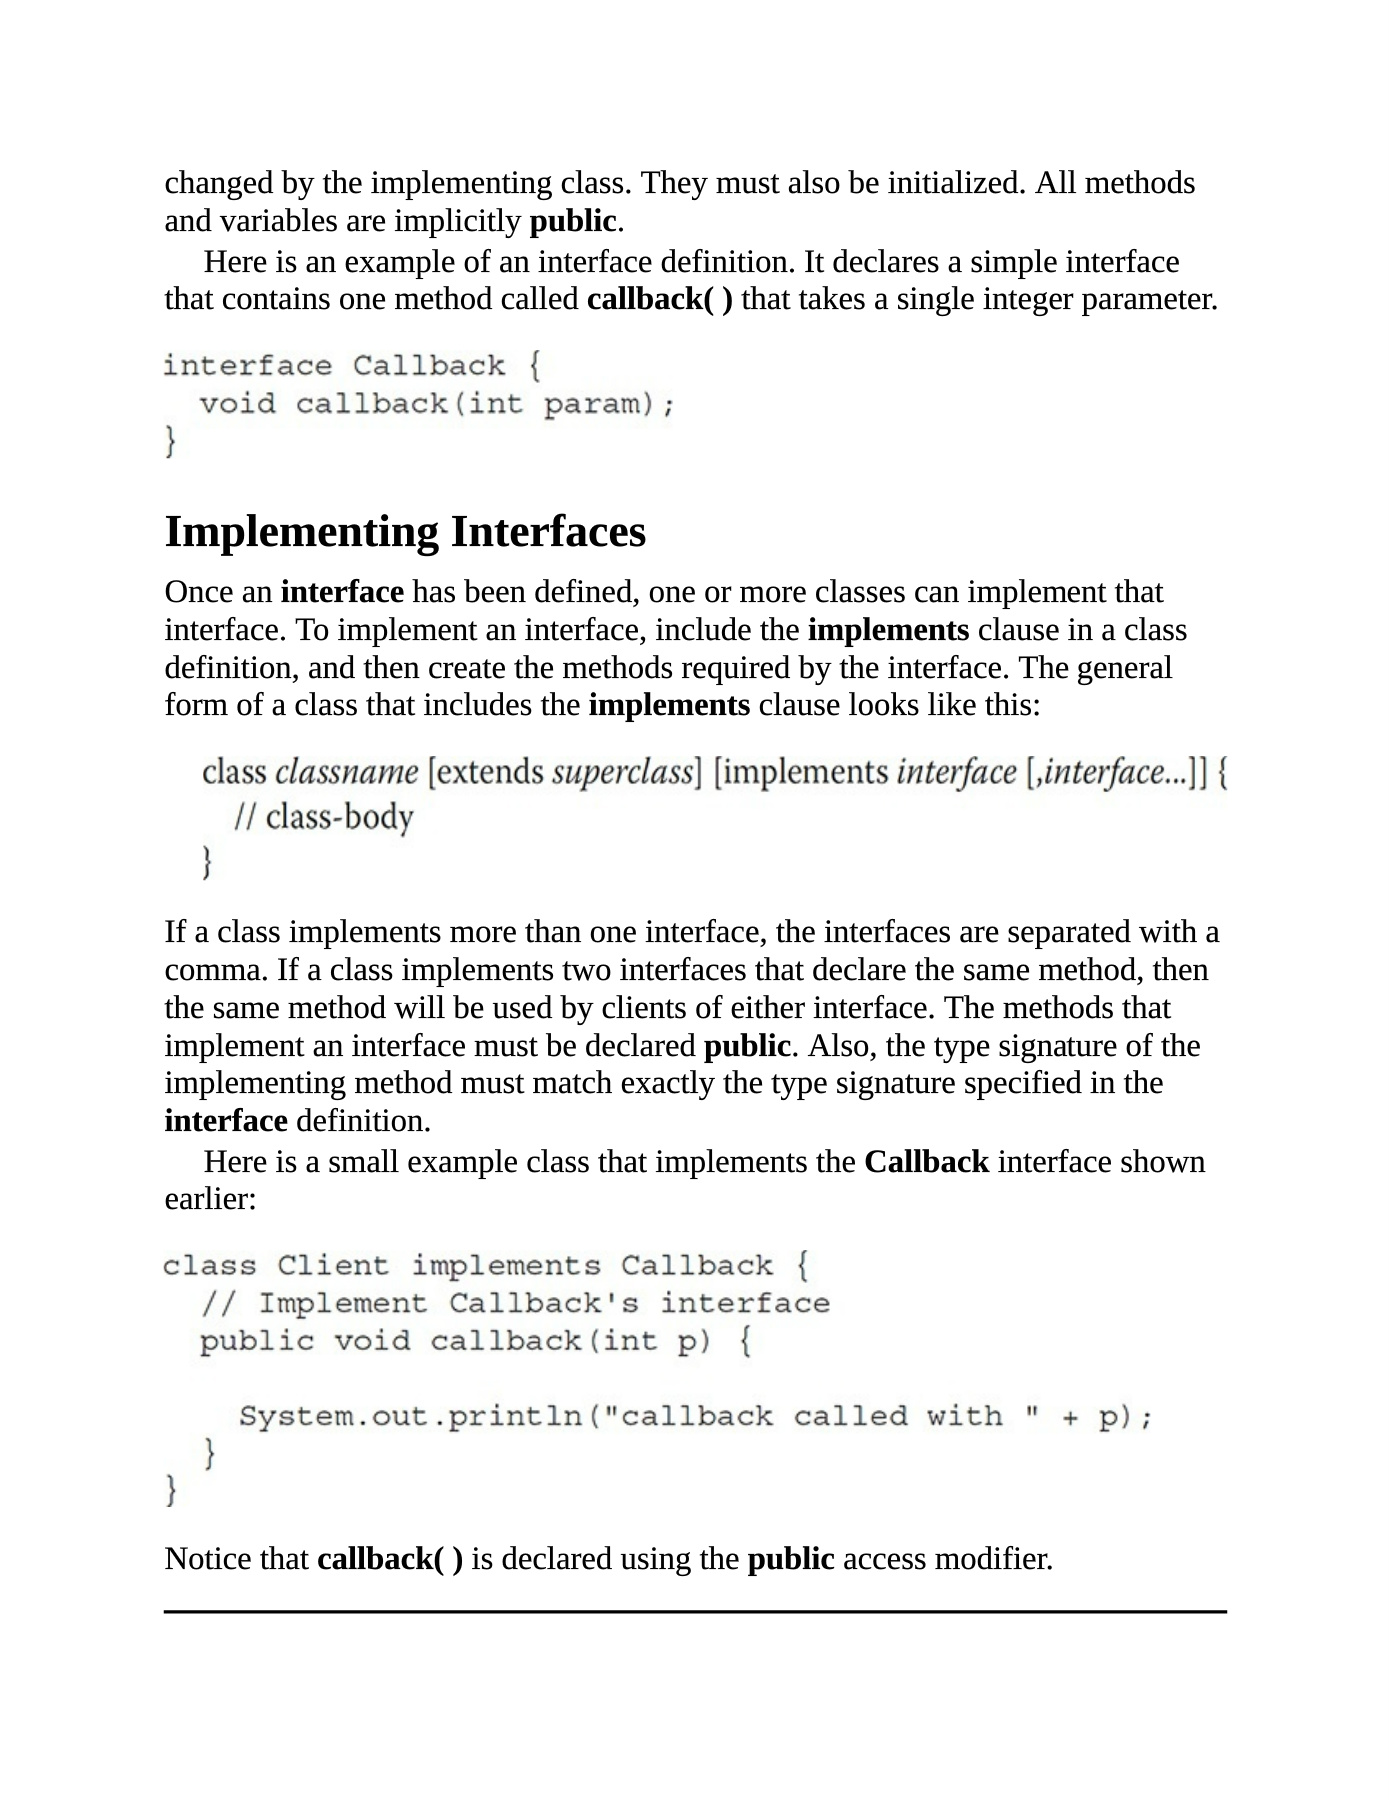 changed by the implementing class. They must also be initialized. All methods
and variables are implicitly public.
Here is an example of an interface definition. It declares a simple interface
that contains one method called callback( ) that takes a single integer parameter.
interface Callback {
  void callback(int param);
}
Implementing Interfaces
Once an interface has been defined, one or more classes can implement that
interface. To implement an interface, include the implements clause in a class
definition, and then create the methods required by the interface. The general
form of a class that includes the implements clause looks like this:
class classname [extends superclass] [implements interface [,interface...]] {
// class-body
}
If a class implements more than one interface, the interfaces are separated with a
comma. If a class implements two interfaces that declare the same method, then
the same method will be used by clients of either interface. The methods that
implement an interface must be declared public. Also, the type signature of the
implementing method must match exactly the type signature specified in the
interface definition.
Here is a small example class that implements the Callback interface shown
earlier:
class Client implements Callback {
  // Implement Callback's interface
  public void callback(int p) {
    System.out.println("callback called with " + p);
  }
}
Notice that callback( ) is declared using the public access modifier.